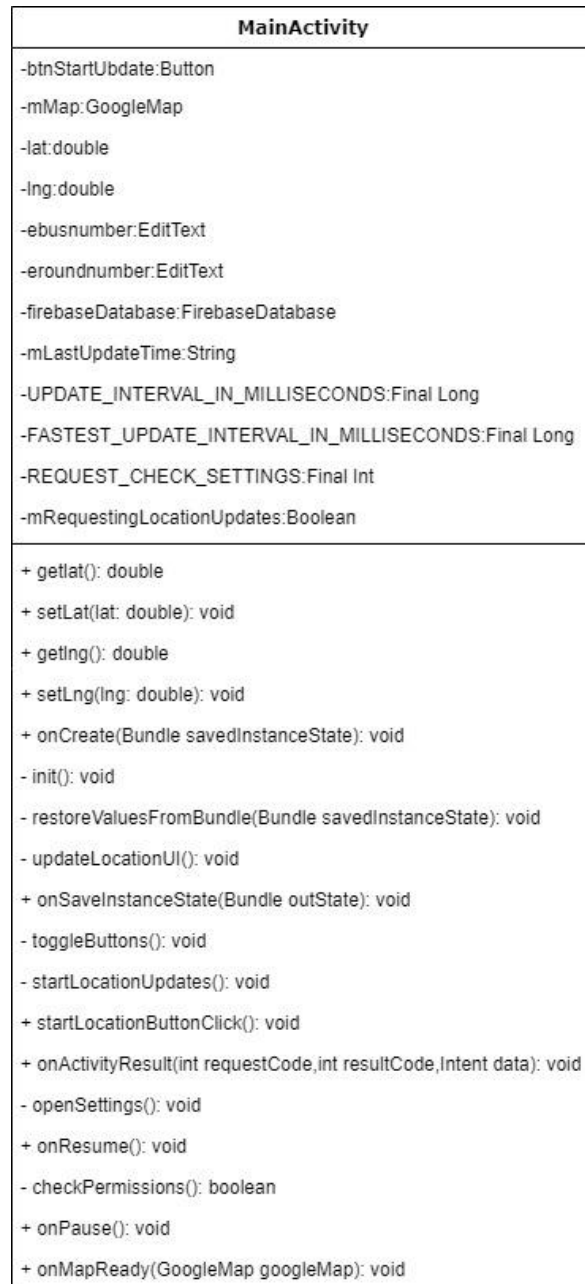 MainActivity
-btnStartUbdate:Button
-mMap:GoogleMap
-lat:double
-lng:double
-ebusnumber:EditText
-eroundnumber:EditText
-firebaseDatabase:FirebaseDatabase
-mLastUpdateTime:String
-UPDATE_INTERVAL_IN_MILLISECONDS:Final Long
-FASTEST_UPDATE_INTERVAL_IN_MILLISECONDS:Final Long
-REQUEST_CHECK_SETTINGS:Final Int
-mRequestingLocationUpdates:Boolean
+ getlat(): double
+ setLat(lat: double): void
+ getlng(): double
+ setLng(lng: double): void
+ onCreate(Bundle savedInstanceState): void
- init(): void
- restoreValuesFromBundle(Bundle savedInstanceState): void
- updateLocationUI(): void
+ onSaveInstanceState(Bundle outState): void
- toggleButtons(): void
- startLocationUpdates(): void
+ startLocationButtonClick(): void
+ onActivityResult(int requestCode,int resultCode,Intent data): void
- openSettings(): void
+ onResume(): void
- checkPermissions(): boolean
+ onPause(): void
+ onMapReady(GoogleMap googleMap): void